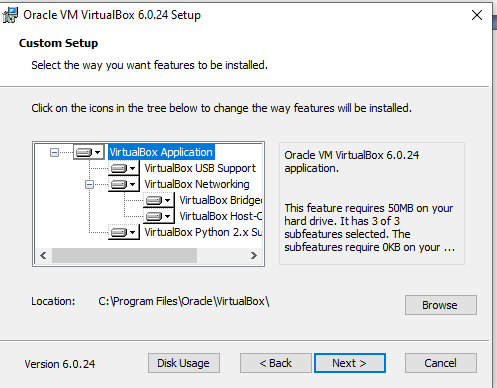 Oracle VM VirtualBox 6.0.24 Setup
Custom Setup
Select the way you want features to be installed.
Click on the icons in the tree below to change the way features will be installed.
VirtualBox Application
VirtualBox USB Support
VirtualBox Networking
VirtualBox Bridge
VirtualBox Host-
VirtualBox Python 2.x Su
Oracle VM VirtualBox 6.0.24
application.
This feature requires 50MB on your
hard drive. It has 3 of 3
subfeatures selected. The
subfeatures require 0KB on your ...
Location:
C:\Program Files\Oracle\VirtualBox\
Browse
Version 6.0.24
Disk Usage
< Back
Next >
Cancel